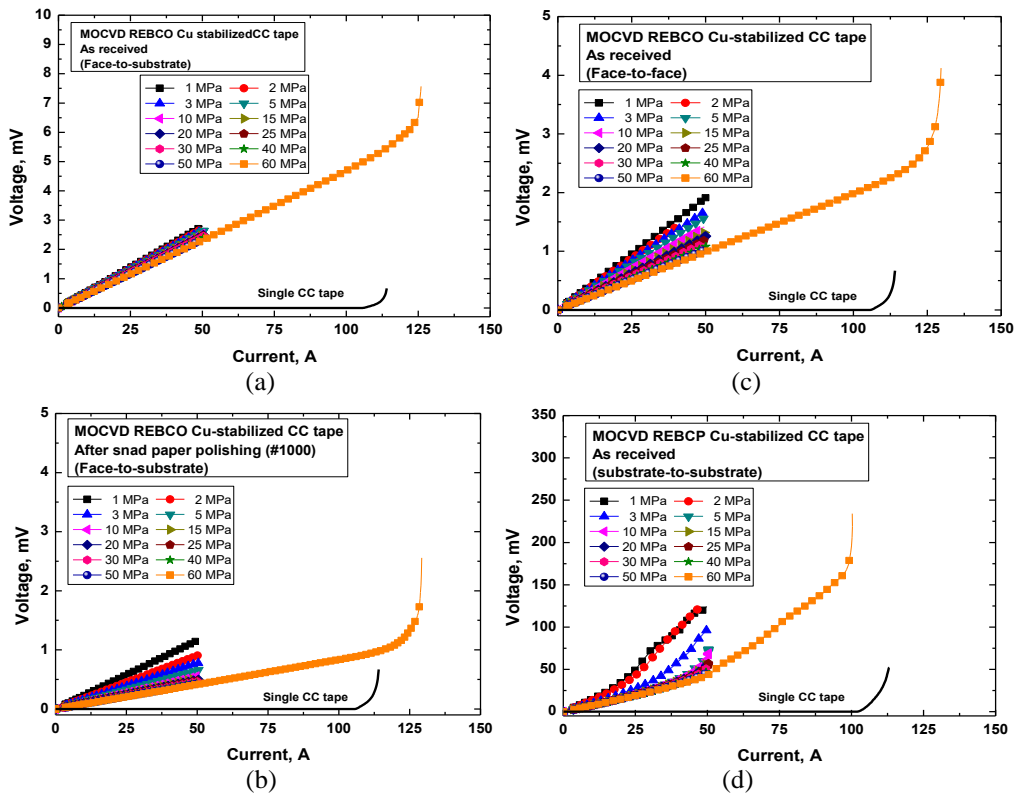 MOCVD REBCO Cu stabilizedCC tape
As received
(Face-to-substrate)
1 MPa 2 MPa
3 MPa 5 MPa
10 MPa 15 MPa
20 MPa 25 MPa
30 MPa 40 MPa
50 MPa 60 MPa
Single CC tape
Voltage, mV
10
9
8
7
6
5
4
3
2
1
0
0 25 50 75 100 125 150
Current, A
(a)
MOCVD REBCO Cu-stabilized CC tape
As received
(Face-to-face)
1 MPa 2 MPa
3 MPa 5 MPa
10 MPa 15 MPa
20 MPa 25 MPa
30 MPa 40 MPa
50 MPa 60 MPa
Single CC tape
Voltage, mV
5
4
3
2
1
0
0 25 50 75 100 125 150
Current, A
(c)
MOCVD REBCO Cu-stabilized CC tape
After snad paper polishing (#1000)
(Face-to-substrate)
1 MPa 2 MPa
3 MPa 5 MPa
10 MPa 15 MPa
20 MPa 25 MPa
30 MPa 40 MPa
50 MPa 60 MPa
Single CC tape
Voltage, mV
5
4
3
2
1
0
0 25 50 75 100 125 150
Current, A
(b)
MOCVD REBCP Cu-stabilized CC tape
As received
(substrate-to-substrate)
1 MPa 2 MPa
3 MPa 5 MPa
10 MPa 15 MPa
20 MPa 25 MPa
30 MPa 40 MPa
50 MPa 60 MPa
Single CC tape
Voltage, mV
350
300
250
200
150
100
50
0
0 25 50 75 100 125 150
Current, A
(d)